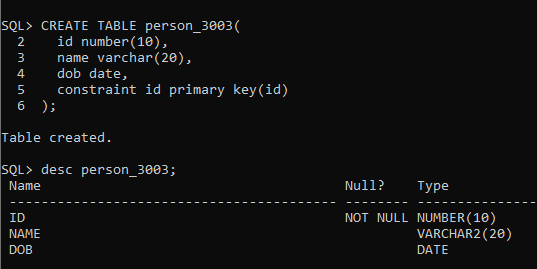 SQL> CREATE TABLE person_3003(
  2    id number(10),
  3    name varchar(20),
  4    dob date,
  5    constraint id primary key(id)
  6  );
Table created.
SQL> desc person_3003;
 Name                                      Null?    Type
 ----------------------------------------- -------- ----------------
 ID                                        NOT NULL NUMBER(10)
 NAME                                               VARCHAR2(20)
 DOB                                                DATE